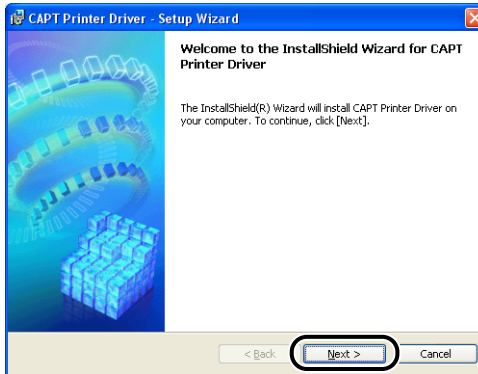 CAPT Printer Driver - Setup Wizard
Welcome to the InstallShield Wizard for CAPT
Printer Driver
The InstallShield(R) Wizard will install CAPT Printer Driver on
your computer. To continue, click [Next].
< Back
Next >
Cancel